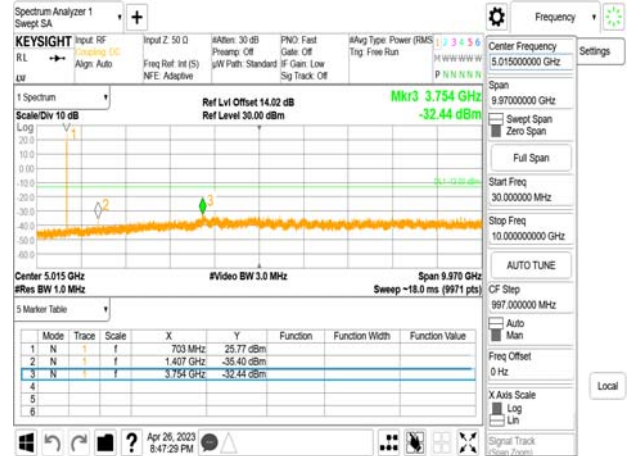 Spectrum Analyzer 1
Swept SA
+
Frequency
KEYSIGHT
RL
Input: RF
Coupling: DC
Align: Auto
Input Z: 50 Ω
Freq Ref: Int (S)
NFE: Adaptive
#Atten: 30 dB
Preamp: Off
µW Path: Standard
PNO: Fast
Gate: Off
IF Gain: Low
Sig Track: Off
#Avg Type: Power (RMS
Trig: Free Run
1 2 3 4 5 6
M W W W W W
P N N N N N
1 Spectrum
Scale/Div 10 dB
Ref Lvl Offset 14.02 dB
Ref Level 30.00 dBm
Mkr3 3.754 GHz
-32.44 dBm
Log
20.0
10.0
0.00
-10.0
-20.0
-30.0
-40.0
-50.0
-60.0
1
2
3
DL1 -13.00 dBm
Center 5.015 GHz
#Res BW 1.0 MHz
#Video BW 3.0 MHz
Span 9.970 GHz
Sweep ~18.0 ms (9971 pts)
5 Marker Table
Mode Trace Scale X Y Function Function Width Function Value
1 N 1 f 703 MHz 25.77 dBm
2 N 1 f 1.407 GHz -35.40 dBm
3 N 1 f 3.754 GHz -32.44 dBm
4
5
6
?
Apr 26, 2023
8:47:29 PM
Center Frequency
5.015000000 GHz
Settings
Span
9.97000000 GHz
Swept Span
Zero Span
Full Span
Start Freq
30.000000 MHz
Stop Freq
10.000000000 GHz
AUTO TUNE
CF Step
997.000000 MHz
Auto
Man
Freq Offset
0 Hz
Local
X Axis Scale
Log
Lin
Signal Track
(Span Zoom)